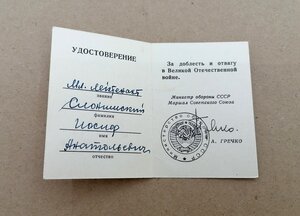 УДОСТОВЕРЕНИЕ
Мл. лейтенант
звание
Слонимский
фамилия
Иосиф
имя
Анатольевич
отчество
За доблесть и отвагу
в Великой Отечественной
войне.
Министр обороны СССР
Маршал Советского Союза
А. ГРЕЧКО